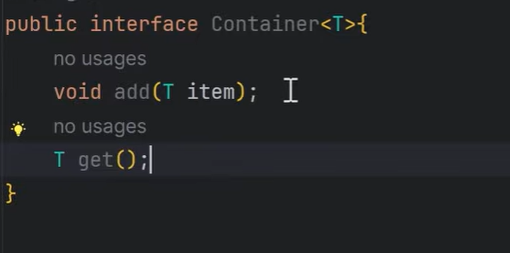 public interface Container<T>{
no usages
void add(T item);
no usages
T get();
}